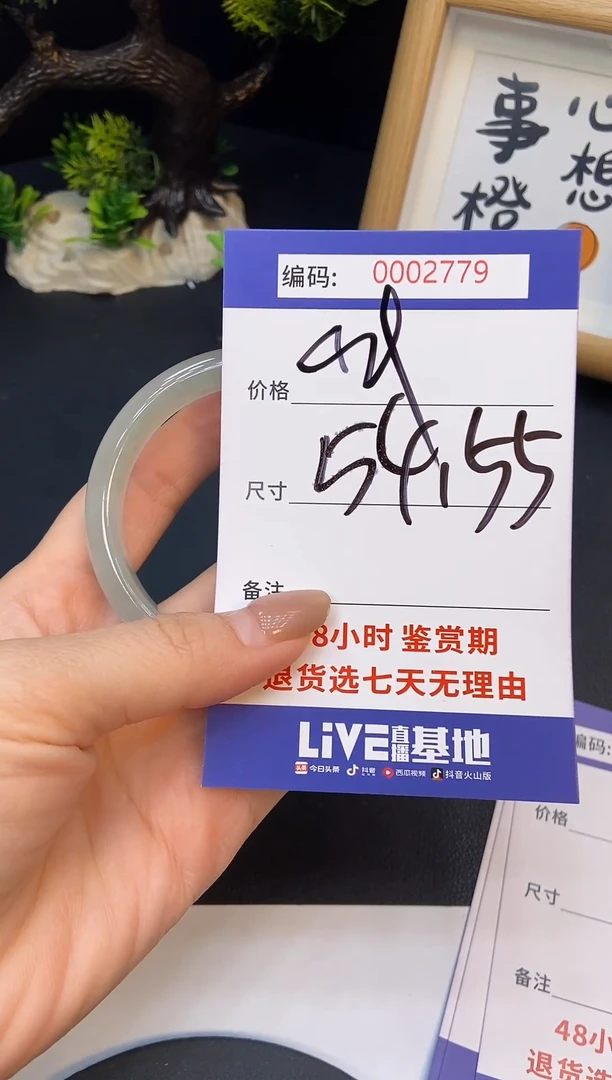 事 心
橙 想
编码: 0002779
价格
尺寸 54,55
备注
8小时 鉴赏期
退货选七天无理由
LIVE直播基地
今日头条 抖音 西瓜视频 抖音火山版
编码:
价格
尺寸
备注
48小
退货选